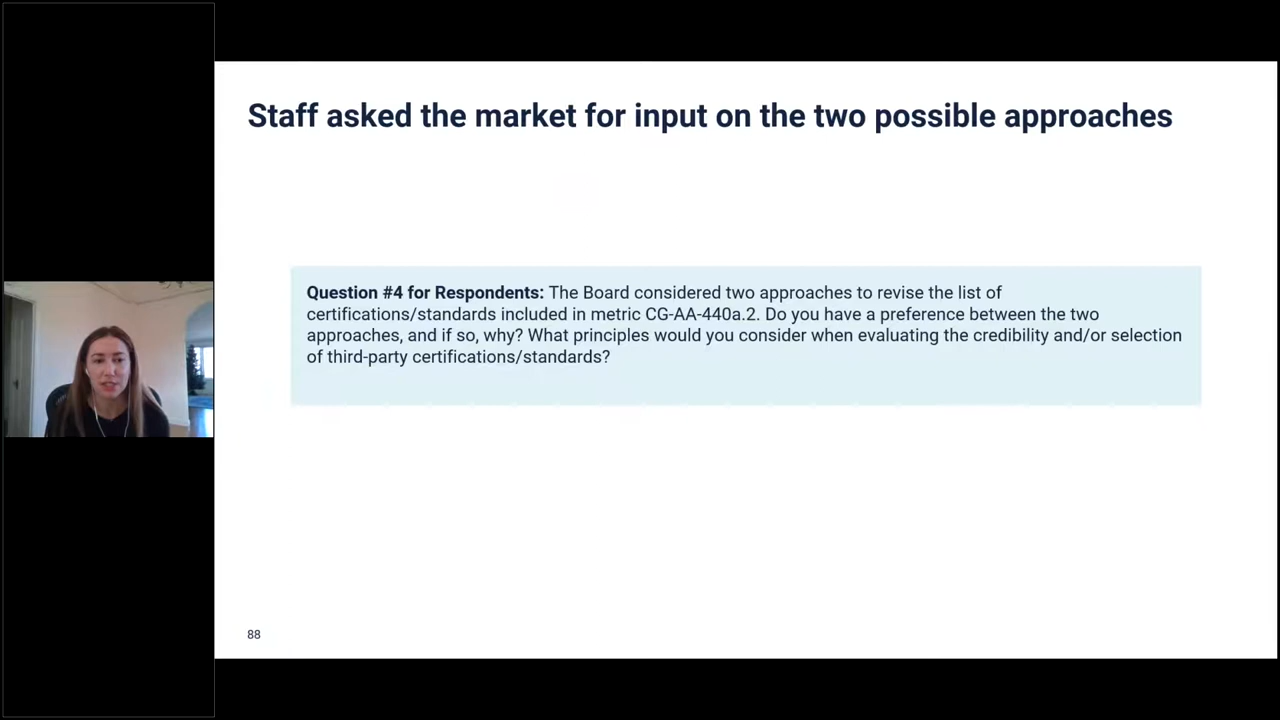 Staff asked the market for input on the two possible approaches
Question #4 for Respondents: The Board considered two approaches to revise the list of
certifications/standards included in metric CG-AA-440a.2. Do you have a preference between the two
approaches, and if so, why? What principles would you consider when evaluating the credibility and/or selection
of third-party certifications/standards?
88